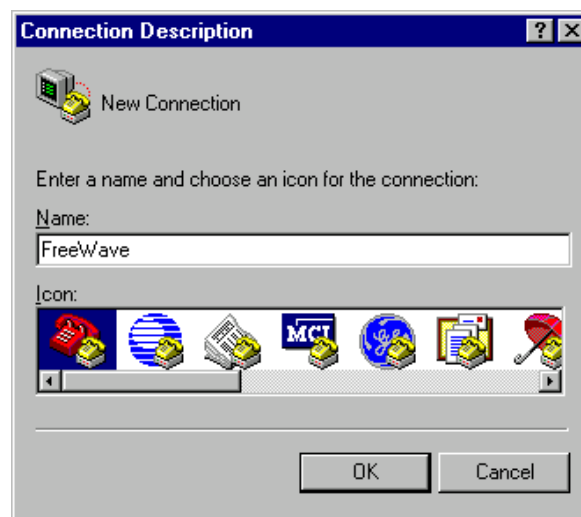 Connection Description
New Connection
Enter a name and choose an icon for the connection:
Name:
FreeWave
Icon:
MCI
OK Cancel